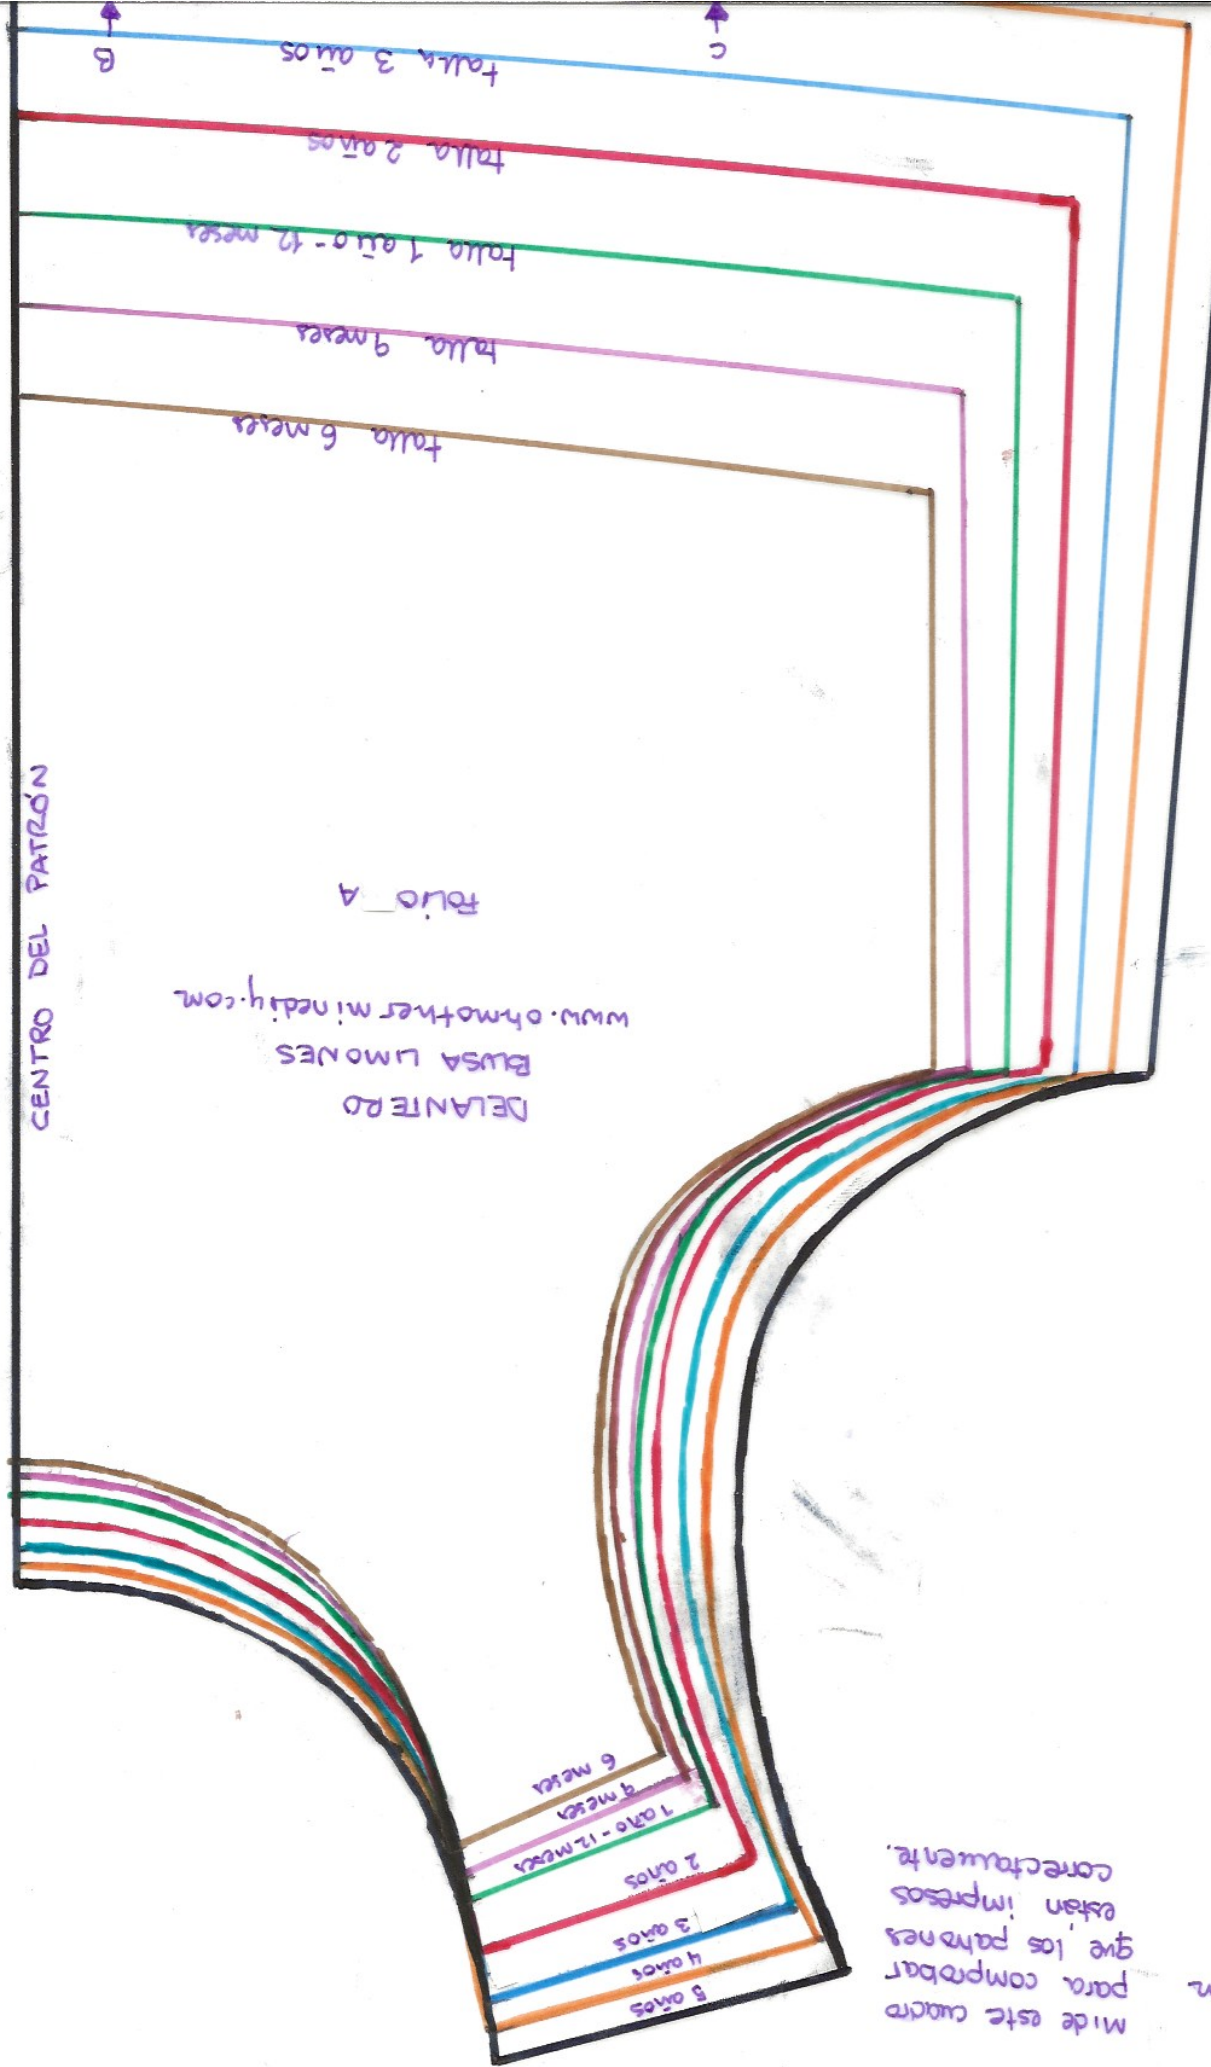 Mide este cuadro
para comprobar
que los patrones
están impresos
correctamente.
5 años
4 años
3 años
2 años
1 año - 12 meses
9 meses
6 meses
DELANTERO
BLUSA LIMONES
www.ohmotherminediy.com
FOLIO A
CENTRO DEL PATRÓN
talla 6 meses
talla 9 meses
talla 1 año - 12 meses
talla 2 años
talla 3 años
C
B